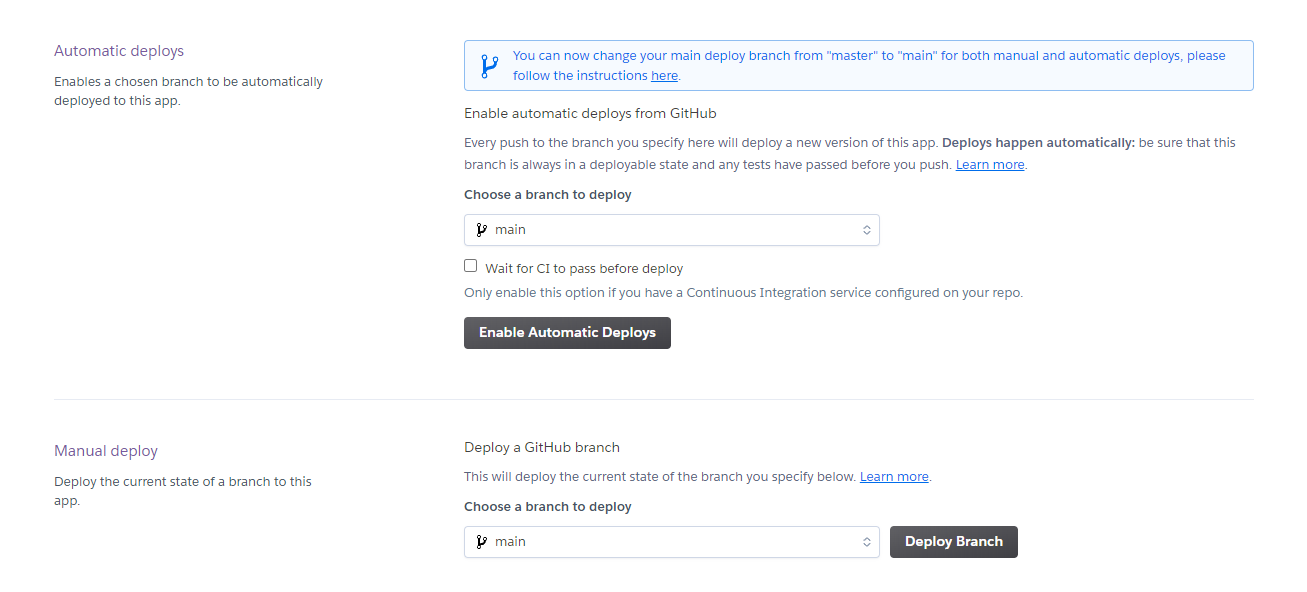 Automatic deploys
Enables a chosen branch to be automatically
deployed to this app.
You can now change your main deploy branch from "master" to "main" for both manual and automatic deploys, please
follow the instructions here.
Enable automatic deploys from GitHub
Every push to the branch you specify here will deploy a new version of this app. Deploys happen automatically: be sure that this
branch is always in a deployable state and any tests have passed before you push. Learn more.
Choose a branch to deploy
main
Wait for CI to pass before deploy
Only enable this option if you have a Continuous Integration service configured on your repo.
Enable Automatic Deploys
Manual deploy
Deploy the current state of a branch to this
app.
Deploy a GitHub branch
This will deploy the current state of the branch you specify below. Learn more.
Choose a branch to deploy
main
Deploy Branch